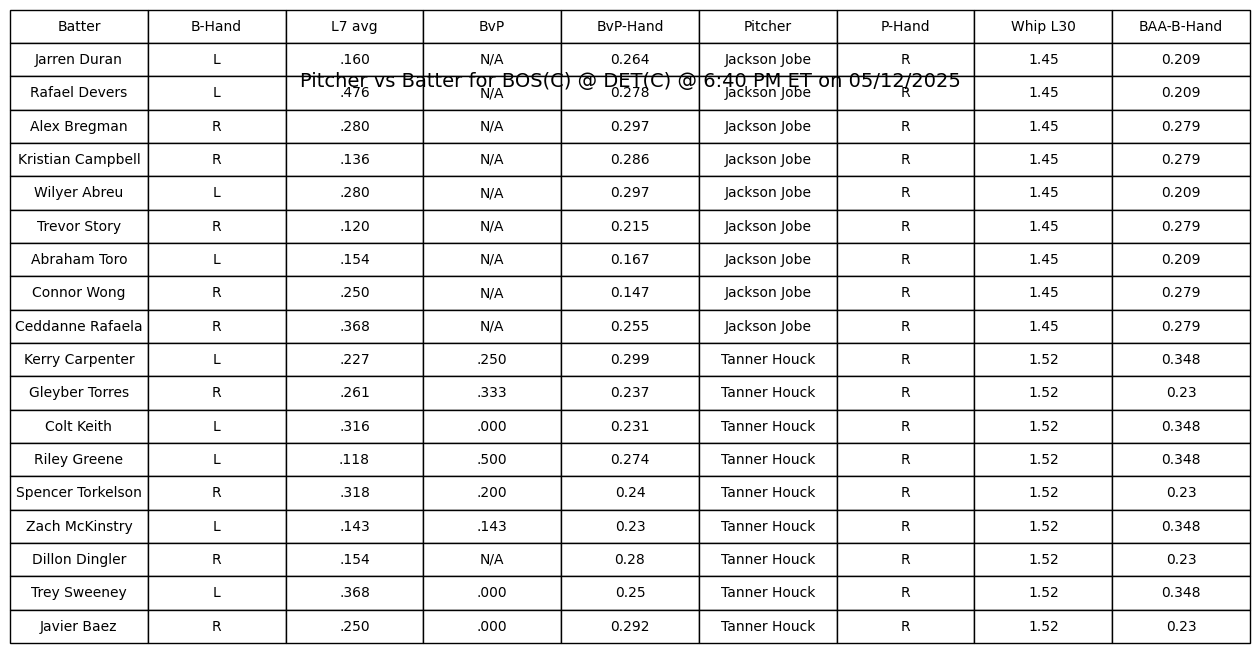 Batter B-Hand L7 avg BvP BvP-Hand Pitcher P-Hand Whip L30 BAA-B-Hand
Jarren Duran L .160 N/A 0.264 Jackson Jobe R 1.45 0.209
Pitcher vs Batter for BOS(C) @ DET(C) @ 6:40 PM ET on 05/12/2025
Rafael Devers L .476 N/A 0.278 Jackson Jobe R 1.45 0.209
Alex Bregman R .280 N/A 0.297 Jackson Jobe R 1.45 0.279
Kristian Campbell R .136 N/A 0.286 Jackson Jobe R 1.45 0.279
Wilyer Abreu L .280 N/A 0.297 Jackson Jobe R 1.45 0.209
Trevor Story R .120 N/A 0.215 Jackson Jobe R 1.45 0.279
Abraham Toro L .154 N/A 0.167 Jackson Jobe R 1.45 0.209
Connor Wong R .250 N/A 0.147 Jackson Jobe R 1.45 0.279
Ceddanne Rafaela R .368 N/A 0.255 Jackson Jobe R 1.45 0.279
Kerry Carpenter L .227 .250 0.299 Tanner Houck R 1.52 0.348
Gleyber Torres R .261 .333 0.237 Tanner Houck R 1.52 0.23
Colt Keith L .316 .000 0.231 Tanner Houck R 1.52 0.348
Riley Greene L .118 .500 0.274 Tanner Houck R 1.52 0.348
Spencer Torkelson R .318 .200 0.24 Tanner Houck R 1.52 0.23
Zach McKinstry L .143 .143 0.23 Tanner Houck R 1.52 0.348
Dillon Dingler R .154 N/A 0.28 Tanner Houck R 1.52 0.23
Trey Sweeney L .368 .000 0.25 Tanner Houck R 1.52 0.348
Javier Baez R .250 .000 0.292 Tanner Houck R 1.52 0.23